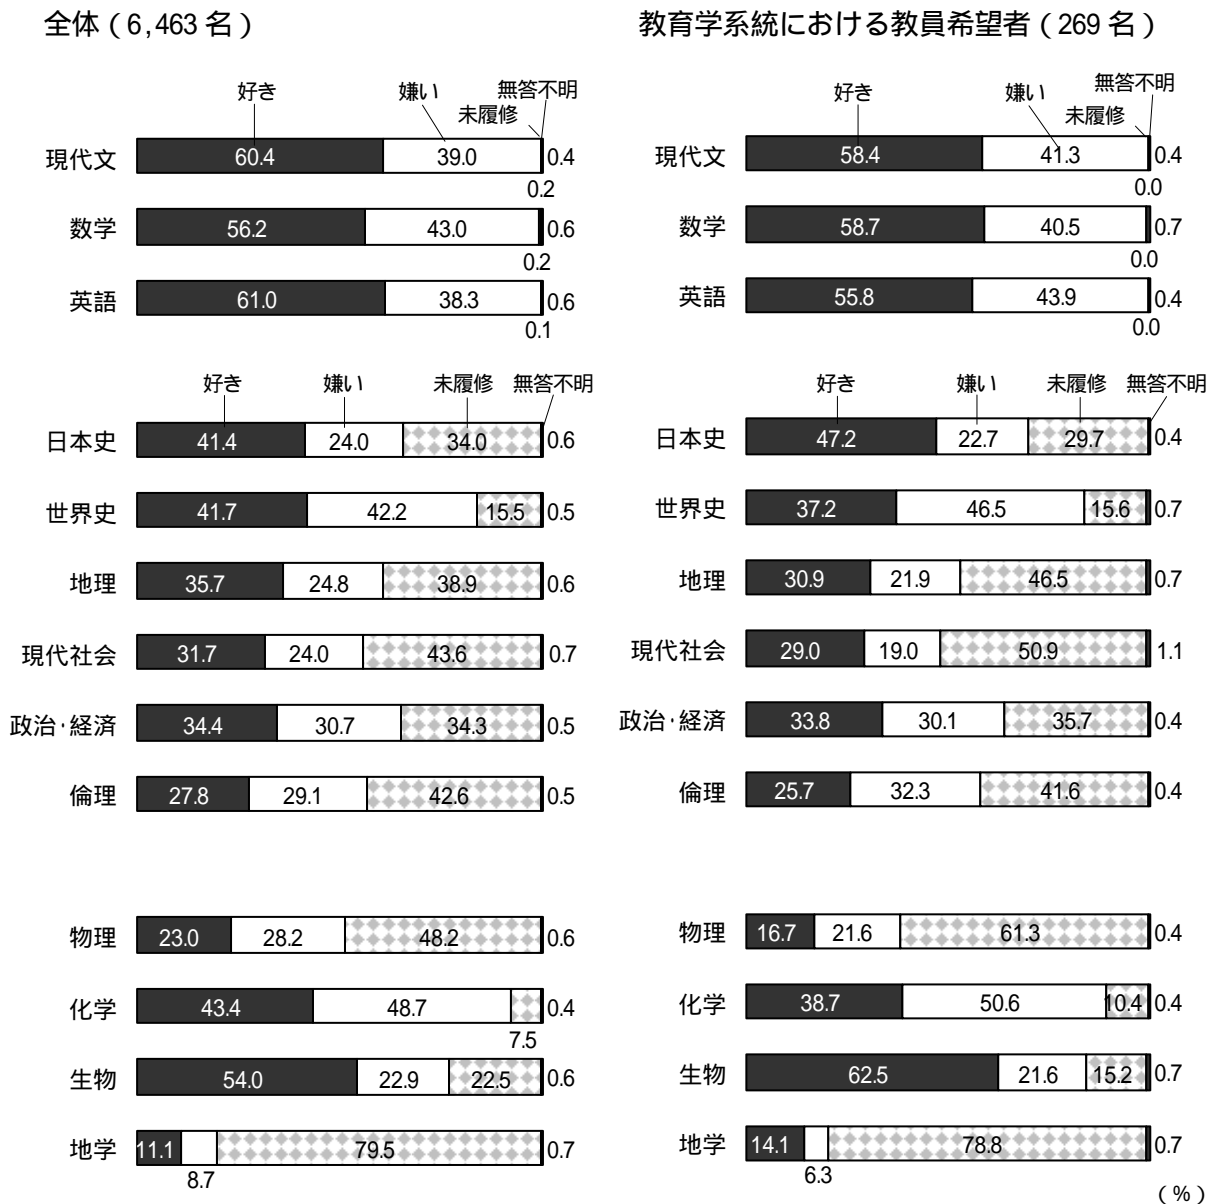 全体（6,463 名）
好き 嫌い 未履修 無答不明
現代文 60.4 39.0 0.4
0.2
数学 56.2 43.0 0.6
0.2
英語 61.0 38.3 0.6
0.1
好き 嫌い 未履修 無答不明
日本史 41.4 24.0 34.0 0.6
世界史 41.7 42.2 15.5 0.5
地理 35.7 24.8 38.9 0.6
現代社会 31.7 24.0 43.6 0.7
政治・経済 34.4 30.7 34.3 0.5
倫理 27.8 29.1 42.6 0.5
物理 23.0 28.2 48.2 0.6
化学 43.4 48.7 0.4
7.5
生物 54.0 22.9 22.5 0.6
地学 11.1 79.5 0.7
8.7
教育学系統における教員希望者（269 名）
好き 嫌い 未履修 無答不明
現代文 58.4 41.3 0.4
0.0
数学 58.7 40.5 0.7
0.0
英語 55.8 43.9 0.4
0.0
好き 嫌い 未履修 無答不明
日本史 47.2 22.7 29.7 0.4
世界史 37.2 46.5 15.6 0.7
地理 30.9 21.9 46.5 0.7
現代社会 29.0 19.0 50.9 1.1
政治・経済 33.8 30.1 35.7 0.4
倫理 25.7 32.3 41.6 0.4
物理 16.7 21.6 61.3 0.4
化学 38.7 50.6 10.4 0.4
生物 62.5 21.6 15.2 0.7
地学 14.1 78.8 0.7
6.3
（%）